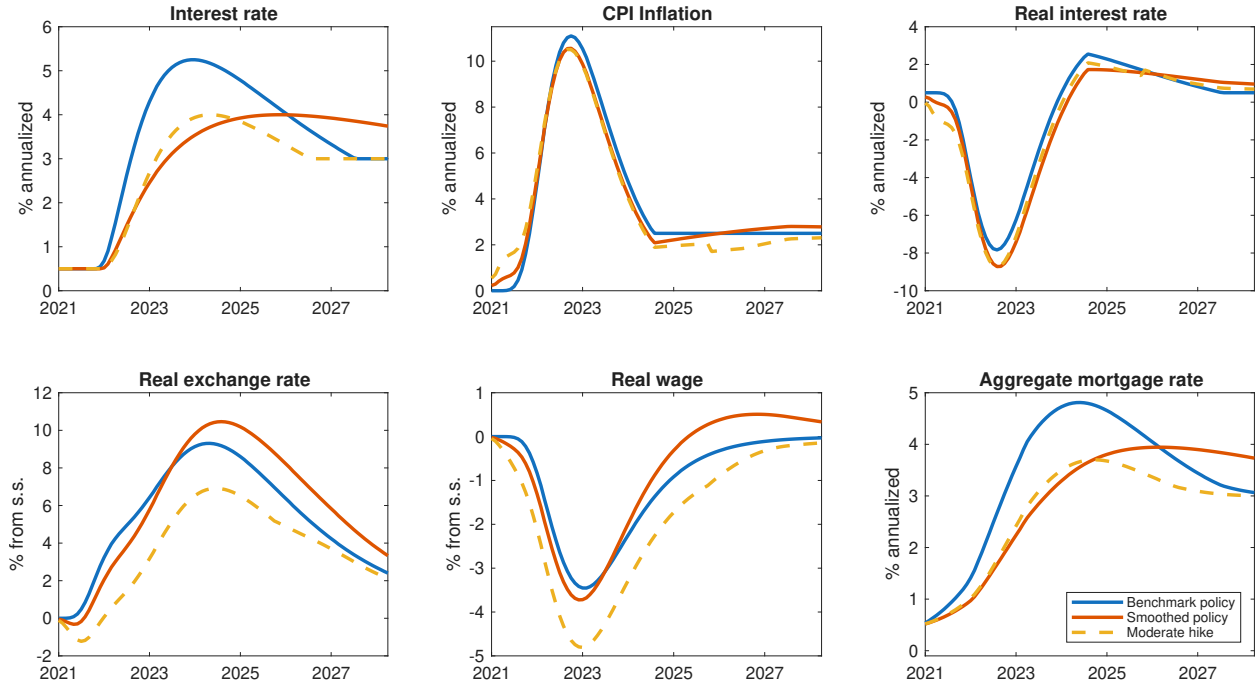 Interest rate
% annualized
6
5
4
3
2
1
0
2021 2023 2025 2027
CPI Inflation
% annualized
10
8
6
4
2
0
2021 2023 2025 2027
Real interest rate
% annualized
4
2
0
-2
-4
-6
-8
-10
2021 2023 2025 2027
Real exchange rate
% from s.s.
12
10
8
6
4
2
0
-2
2021 2023 2025 2027
Real wage
% from s.s.
1
0
-1
-2
-3
-4
-5
2021 2023 2025 2027
Aggregate mortgage rate
% annualized
5
4
3
2
1
0
2021 2023 2025 2027
Benchmark policy
Smoothed policy
Moderate hike